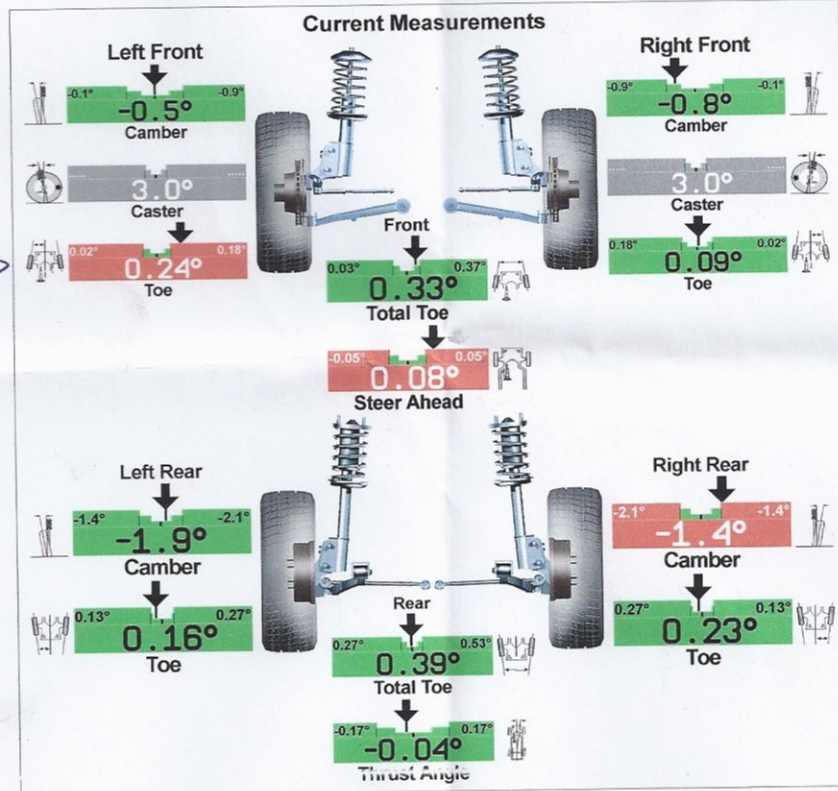 Current Measurements
Left Front
-0.1° -0.9°
-0.5°
Camber
.....
3.0°
Caster
0.02° 0.18°
0.24°
Toe
Right Front
-0.9° -0.1°
-0.8°
Camber
..... .....
3.0°
Caster
0.18° 0.02°
0.09°
Toe
Front
0.03° 0.37°
0.33°
Total Toe
-0.05° 0.05°
0.08°
Steer Ahead
Left Rear
-1.4° -2.1°
-1.9°
Camber
0.13° 0.27°
0.16°
Toe
Right Rear
-2.1° -1.4°
-1.4°
Camber
0.27° 0.13°
0.23°
Toe
Rear
0.27° 0.53°
0.39°
Total Toe
-0.17° 0.17°
-0.04°
Thrust Angle